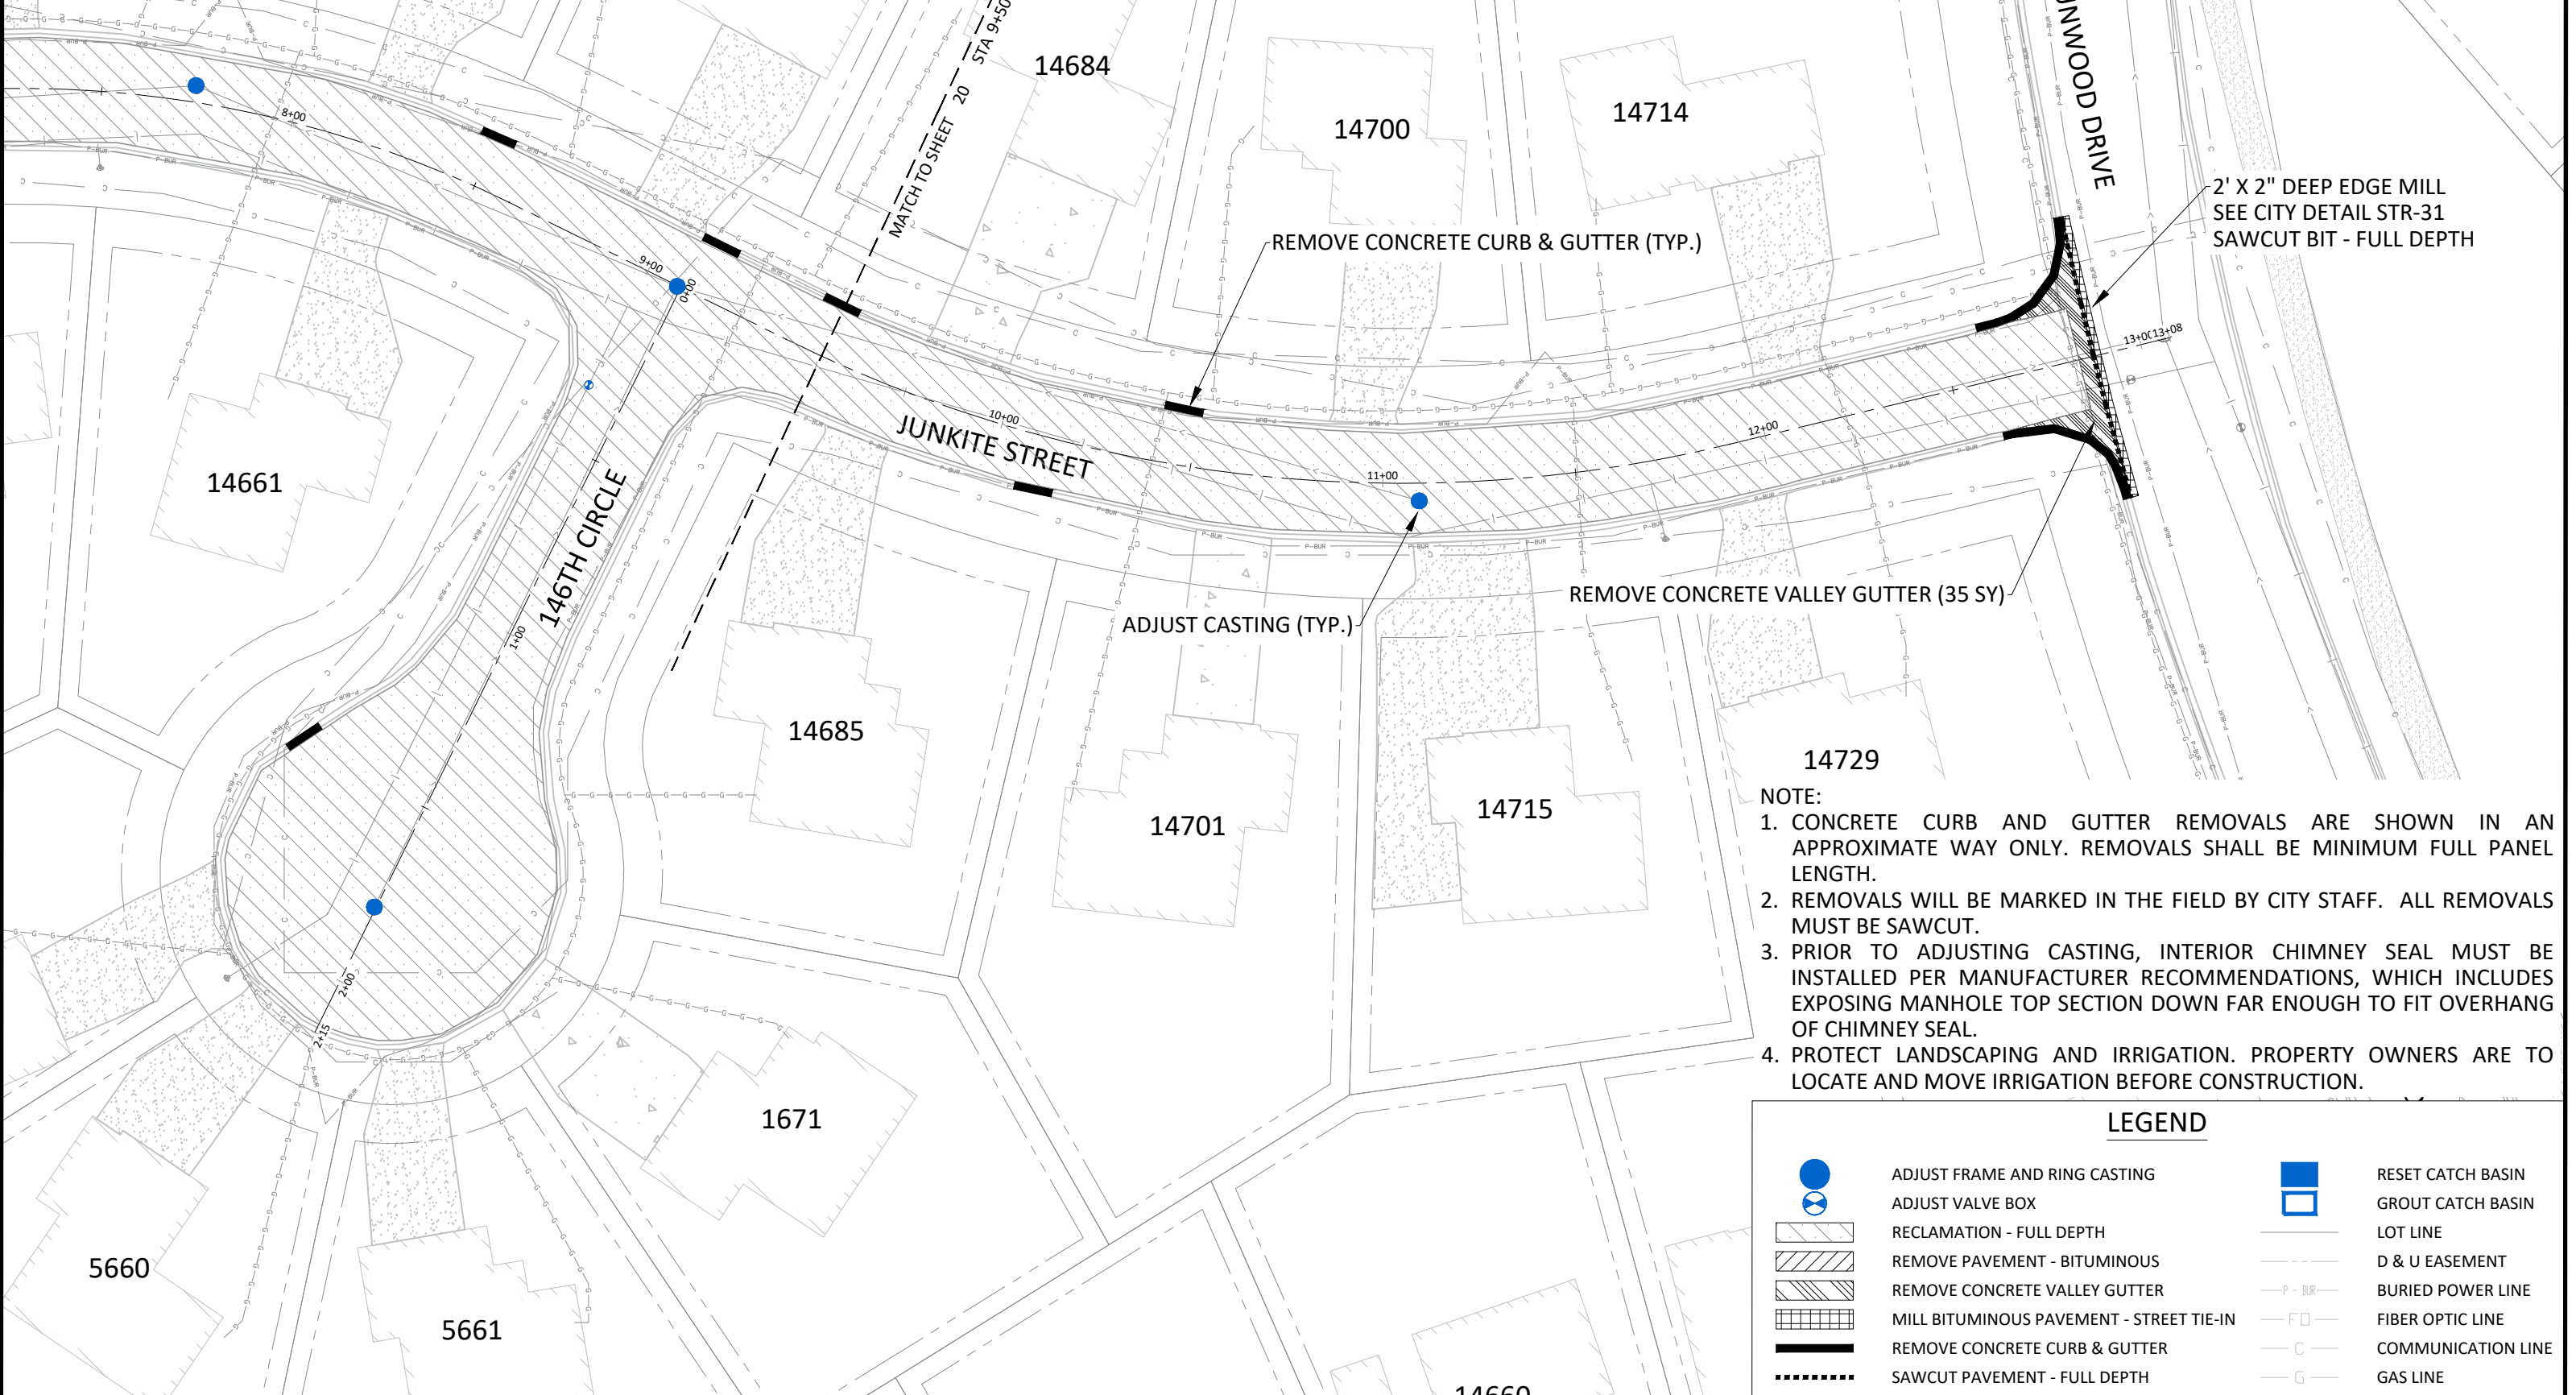 STA 9+50
MATCH TO SHEET 20
14684
14700
14714
UNWOOD DRIVE
2' X 2" DEEP EDGE MILL
SEE CITY DETAIL STR-31
SAWCUT BIT - FULL DEPTH
REMOVE CONCRETE CURB & GUTTER (TYP.)
8+00
9+00
0+00
10+00
11+00
12+00
13+00
13+08
JUNKITE STREET
14661
146TH CIRCLE
1+00
2+00
2+15
ADJUST CASTING (TYP.)
REMOVE CONCRETE VALLEY GUTTER (35 SY)
14685
14701
14715
14729
1671
5660
5661
14660
NOTE:
1. CONCRETE CURB AND GUTTER REMOVALS ARE SHOWN IN AN
APPROXIMATE WAY ONLY. REMOVALS SHALL BE MINIMUM FULL PANEL
LENGTH.
2. REMOVALS WILL BE MARKED IN THE FIELD BY CITY STAFF. ALL REMOVALS
MUST BE SAWCUT.
3. PRIOR TO ADJUSTING CASTING, INTERIOR CHIMNEY SEAL MUST BE
INSTALLED PER MANUFACTURER RECOMMENDATIONS, WHICH INCLUDES
EXPOSING MANHOLE TOP SECTION DOWN FAR ENOUGH TO FIT OVERHANG
OF CHIMNEY SEAL.
4. PROTECT LANDSCAPING AND IRRIGATION. PROPERTY OWNERS ARE TO
LOCATE AND MOVE IRRIGATION BEFORE CONSTRUCTION.
LEGEND
ADJUST FRAME AND RING CASTING
ADJUST VALVE BOX
RECLAMATION - FULL DEPTH
REMOVE PAVEMENT - BITUMINOUS
REMOVE CONCRETE VALLEY GUTTER
MILL BITUMINOUS PAVEMENT - STREET TIE-IN
REMOVE CONCRETE CURB & GUTTER
SAWCUT PAVEMENT - FULL DEPTH
RESET CATCH BASIN
GROUT CATCH BASIN
LOT LINE
D & U EASEMENT
P - BUR BURIED POWER LINE
FO FIBER OPTIC LINE
C COMMUNICATION LINE
G GAS LINE